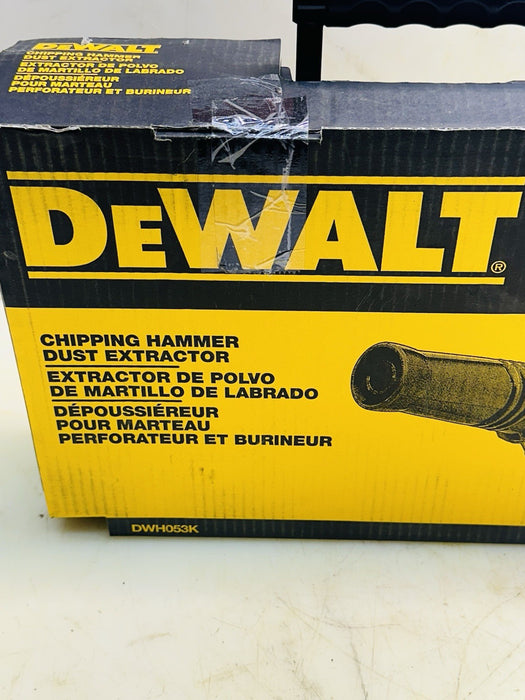 DEWALT
CHIPPING HAMMER
DUST EXTRACTOR
EXTRACTOR DE POLVO
DE MARTILLO DE LABRADO
DÉPOUSSIÉREUR
POUR MARTEAU
PERFORATEUR ET BURINEUR
DEWALT®
CHIPPING HAMMER
DUST EXTRACTOR
EXTRACTOR DE POLVO
DE MARTILLO DE LABRADO
DÉPOUSSIÉREUR
POUR MARTEAU
PERFORATEUR ET BURINEUR
DWH053K